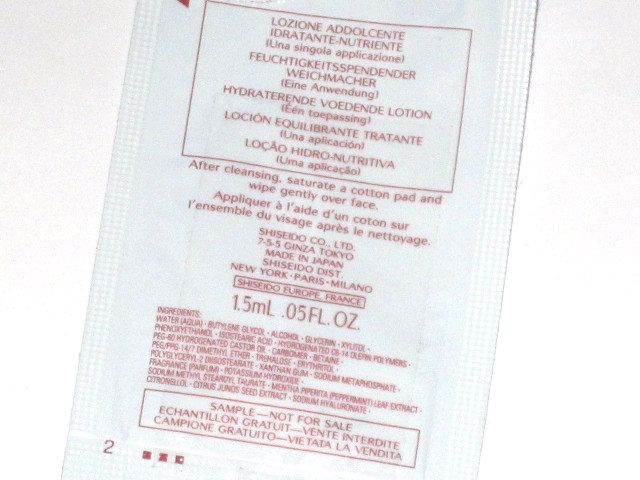 LOZIONE ADDOLCENTE
IDRATANTE-NUTRIENTE
(Una singola applicazione)
FEUCHTIGKEITSSPENDENDER
WEICHMACHER
(Eine Anwendung)
HYDRATERENDE VOEDENDE LOTION
(Één toepassing)
LOCIÓN EQUILIBRANTE TRATANTE
(Una aplicación)
LOÇÃO HIDRO-NUTRITIVA
(Uma aplicação)
After cleansing, saturate a cotton pad and
wipe gently over face.
Appliquer à l'aide d'un coton sur
l'ensemble du visage après le nettoyage.
SHISEIDO CO., LTD.
7-5-5 GINZA TOKYO
MADE IN JAPAN
SHISEIDO DIST.
NEW YORK·PARIS·MILANO
SHISEIDO EUROPE, FRANCE
1.5mL .05FL. OZ.
INGREDIENTS:
WATER (AQUA)·BUTYLENE GLYCOL·ALCOHOL·GLYCERIN·XYLITOL·
PHENOXYETHANOL·ISOSTEARIC ACID·HYDROGENATED C6-14 OLEFIN POLYMERS·
PEG-60 HYDROGENATED CASTOR OIL·CARBOMER·BETAINE·
PEG/PPG-14/7 DIMETHYL ETHER·TREHALOSE·ERYTHRITOL·
POLYGLYCERYL-2 DIISOSTEARATE·XANTHAN GUM·SODIUM METAPHOSPHATE·
FRAGRANCE (PARFUM)·POTASSIUM HYDROXIDE·
SODIUM METHYL STEAROYL TAURATE·MENTHA PIPERITA (PEPPERMINT) LEAF EXTRACT·
CITRONELLOL·CITRUS JUNOS SEED EXTRACT·SODIUM HYALURONATE·
SAMPLE—NOT FOR SALE
ECHANTILLON GRATUIT—VENTE INTERDITE
CAMPIONE GRATUITO—VIETATA LA VENDITA
2